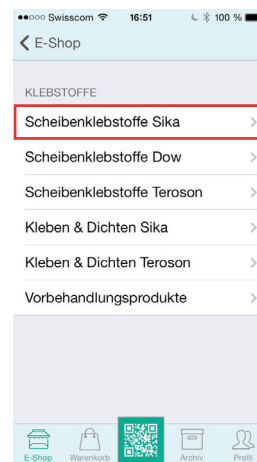 Swisscom 16:51 100 %
E-Shop
KLEBSTOFFE
Scheibenklebstoffe Sika
Scheibenklebstoffe Dow
Scheibenklebstoffe Teroson
Kleben & Dichten Sika
Kleben & Dichten Teroson
Vorbehandlungsprodukte
E-Shop Warenkorb Archiv Profil